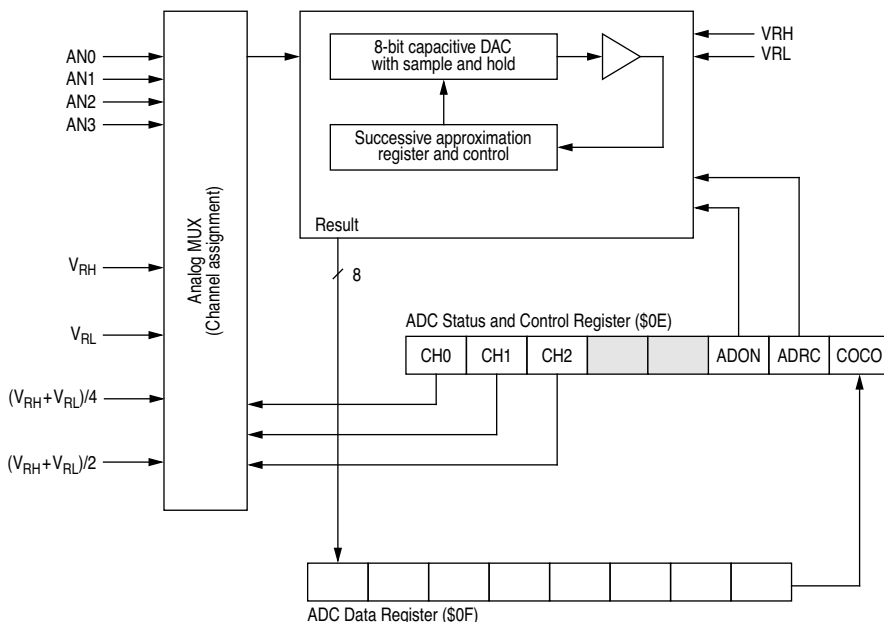 VRH
VRL
8-bit capacitive DAC
with sample and hold
AN0
AN1
AN2
AN3
Successive approximation
register and control
Analog MUX
(Channel assignment)
Result
8
V_RH
V_RL
(V_RH+V_RL)/4
(V_RH+V_RL)/2
ADC Status and Control Register ($0E)
CH0 CH1 CH2 ADON ADRC COCO
ADC Data Register ($0F)